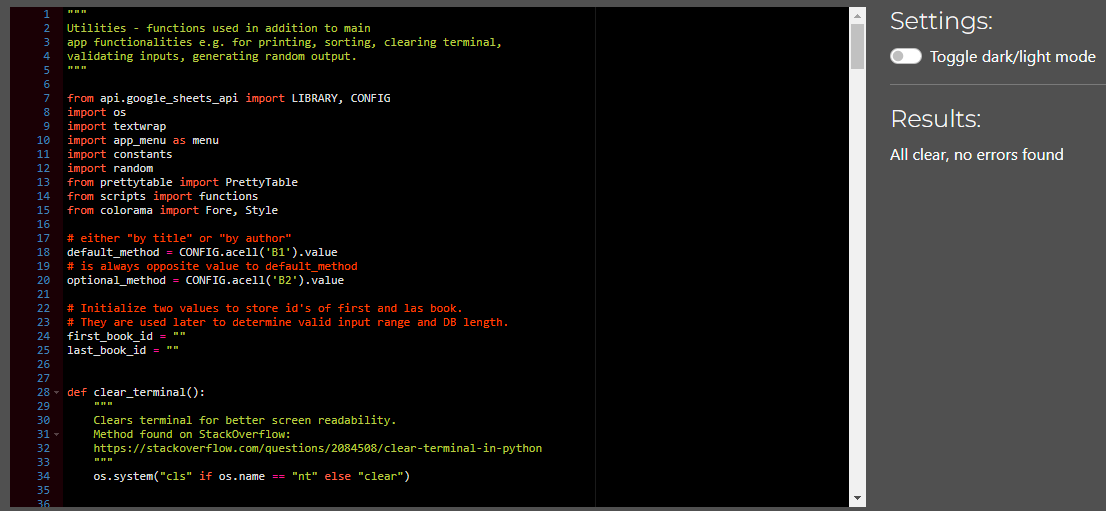 1 """
2 Utilities - functions used in addition to main
3 app functionalities e.g. for printing, sorting, clearing terminal,
4 validating inputs, generating random output.
5 """
6
7 from api.google_sheets_api import LIBRARY, CONFIG
8 import os
9 import textwrap
10 import app_menu as menu
11 import constants
12 import random
13 from prettytable import PrettyTable
14 from scripts import functions
15 from colorama import Fore, Style
16
17 # either "by title" or "by author"
18 default_method = CONFIG.acell('B1').value
19 # is always opposite value to default_method
20 optional_method = CONFIG.acell('B2').value
21
22 # Initialize two values to store id's of first and las book.
23 # They are used later to determine valid input range and DB length.
24 first_book_id = ""
25 last_book_id = ""
26
27
28 def clear_terminal():
29 """
30 Clears terminal for better screen readability.
31 Method found on StackOverflow:
32 https://stackoverflow.com/questions/2084508/clear-terminal-in-python
33 """
34 os.system("cls" if os.name == "nt" else "clear")
35
36
Settings:
Toggle dark/light mode
Results:
All clear, no errors found